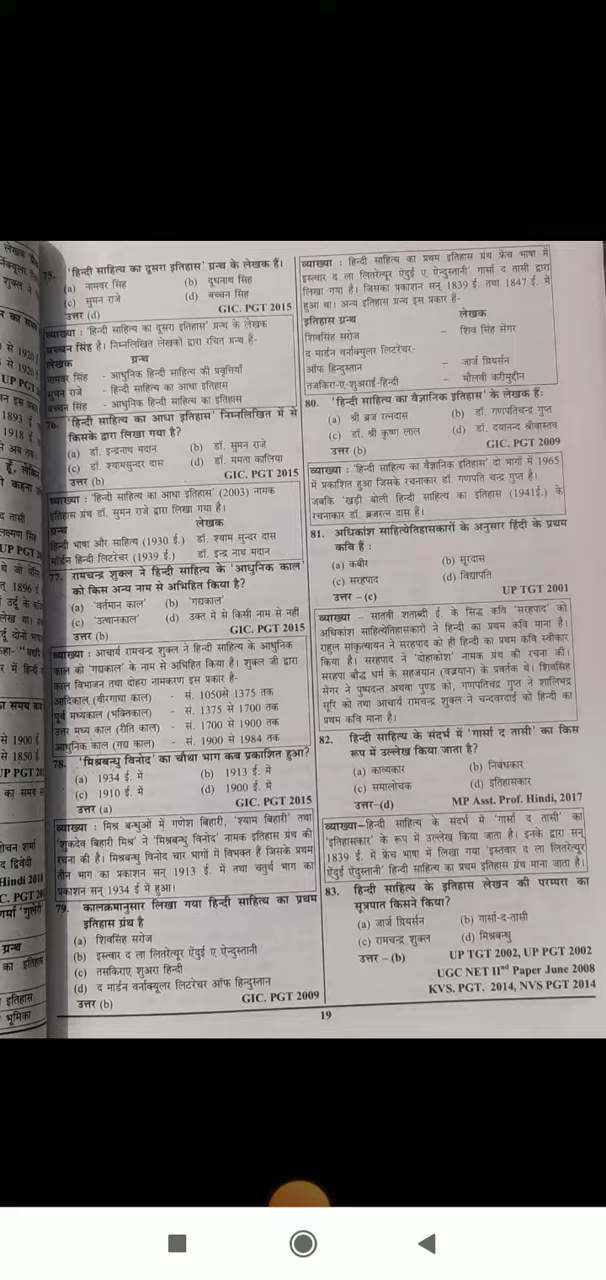 75. 'हिन्दी साहित्य का दूसरा इतिहास' ग्रन्थ के लेखक हैं।
(a) नामवर सिंह (b) दूधनाथ सिंह
(c) सुमन राजे (d) बच्चन सिंह
उत्तर (d) GIC. PGT 2015
व्याख्या : 'हिन्दी साहित्य का दूसरा इतिहास' ग्रन्थ के लेखक
बच्चन सिंह है। निम्नलिखित लेखकों द्वारा रचित ग्रन्थ हैं-
लेखक ग्रन्थ
नामवर सिंह - आधुनिक हिन्दी साहित्य की प्रवृत्तियाँ
सुमन राजे - हिन्दी साहित्य का आधा इतिहास
बच्चन सिंह - आधुनिक हिन्दी साहित्य का इतिहास
76. 'हिन्दी साहित्य का आधा इतिहास' निम्नलिखित में से
किसके द्वारा लिखा गया है?
(a) डॉ. इन्द्रनाथ मदान (b) डॉ. सुमन राजे
(c) डॉ. श्यामसुन्दर दास (d) डॉ. ममता कालिया
उत्तर (b) GIC. PGT 2015
व्याख्या : 'हिन्दी साहित्य का आधा इतिहास' (2003) नामक
इतिहास ग्रंथ डॉ. सुमन राजे द्वारा लिखा गया है।
ग्रन्थ लेखक
हिन्दी भाषा और साहित्य (1930 ई.) डॉ. श्याम सुन्दर दास
मॉर्डन हिन्दी लिटरेचर (1939 ई.) डॉ. इन्द्र नाथ मदान
77. रामचन्द्र शुक्ल ने हिन्दी साहित्य के 'आधुनिक काल'
को किस अन्य नाम से अभिहित किया है?
(a) 'वर्तमान काल' (b) 'गद्यकाल'
(c) 'उत्थानकाल' (d) उक्त में से किसी नाम से नहीं
उत्तर (b) GIC. PGT 2015
व्याख्या : आचार्य रामचन्द्र शुक्ल ने हिन्दी साहित्य के आधुनिक
काल को 'गद्यकाल' के नाम से अभिहित किया है। शुक्ल जी द्वारा
काल विभाजन तथा दोहरा नामकरण इस प्रकार है-
आदिकाल (वीरगाथा काल) - सं. 1050से 1375 तक
पूर्व मध्यकाल (भक्तिकाल) - सं. 1375 से 1700 तक
उत्तर मध्य काल (रीति काल) - सं. 1700 से 1900 तक
आधुनिक काल (गद्य काल) - सं. 1900 से 1984 तक
78. 'मिश्रबन्धु विनोद' का चौथा भाग कब प्रकाशित हुआ?
(a) 1934 ई. में (b) 1913 ई. में
(c) 1910 ई. में (d) 1900 ई. में
उत्तर (a) GIC. PGT 2015
व्याख्या : मिश्र बन्धुओं में गणेश बिहारी, 'श्याम बिहारी' तथा
'शुकदेव बिहारी मिश्र' ने 'मिश्रबन्धु विनोद' नामक इतिहास ग्रंथ की
रचना की है। मिश्रबन्धु विनोद चार भागों में विभक्त हैं जिसके प्रथम
तीन भाग का प्रकाशन सन् 1913 ई. में तथा चतुर्थ भाग का
प्रकाशन सन् 1934 ई में हुआ।
79. कालक्रमानुसार लिखा गया हिन्दी साहित्य का प्रथम
इतिहास ग्रंथ है
(a) शिवसिंह सरोज
(b) इस्त्वार द ला लितरेत्यूर ऐंदुई ए ऐन्दुस्तानी
(c) तसकिराए शुअरा हिन्दी
(d) द मार्डन वर्नाक्यूलर लिटरेचर ऑफ हिन्दुस्तान
उत्तर (b) GIC. PGT 2009
व्याख्या : हिन्दी साहित्य का प्रथम इतिहास ग्रंथ फ्रेंच भाषा में
इस्त्वार द ला लितरेत्यूर ऐंदुई ए ऐन्दुस्तानी' गार्सा द तासी द्वारा
लिखा गया है। जिसका प्रकाशन सन् 1839 ई. तथा 1847 ई. में
हुआ था। अन्य इतिहास ग्रन्थ इस प्रकार हैं-
इतिहास ग्रन्थ लेखक
शिवसिंह सरोज – शिव सिंह सेंगर
द मार्डन वर्नाक्यूलर लिटरेचर-
ऑफ हिन्दुस्तान – जार्ज ग्रियर्सन
तजकिरा-ए-शुअराई-हिन्दी – मौलवी करीमुद्दीन
80. 'हिन्दी साहित्य का वैज्ञानिक इतिहास' के लेखक हैं:
(a) श्री ब्रज रत्नदास (b) डॉ. गणपतिचन्द्र गुप्त
(c) डॉ. श्री कृष्ण लाल (d) डॉ. दयानन्द श्रीवास्तव
उत्तर (b) GIC. PGT 2009
व्याख्या : 'हिन्दी साहित्य का वैज्ञानिक इतिहास' दो भागों में 1965
में प्रकाशित हुआ जिसके रचनाकार डॉ. गणपति चन्द्र गुप्त है।
जबकि 'खड़ी बोली हिन्दी साहित्य का इतिहास (1941ई.) के
रचनाकार डॉ. ब्रजरत्न दास हैं।
81. अधिकांश साहित्येतिहासकारों के अनुसार हिंदी के प्रथम
कवि हैं :
(a) कबीर (b) सूरदास
(c) सरहपाद (d) विद्यापति
उत्तर – (c) UP TGT 2001
व्याख्या – सातवी शताब्दी ई. के सिद्ध कवि 'सरहपाद' को
अधिकांश साहित्येतिहासकारों ने हिन्दी का प्रथम कवि माना है।
राहुल सांकृत्यायन ने सरहपाद को ही हिन्दी का प्रथम कवि स्वीकार
किया है। सरहपाद ने 'दोहाकोश' नामक ग्रंथ की रचना की।
सरहपा बौद्ध धर्म के सहजयान (वज्रयान) के प्रवर्तक थे। शिवसिंह
सेंगर ने पुष्पदन्त अथवा पुण्ड को, गणपतिचंद्र गुप्त ने शालिभद्र
सूरि को तथा आचार्य रामचन्द्र शुक्ल ने चन्दवरदाई को हिन्दी का
प्रथम कवि माना है।
82. हिन्दी साहित्य के संदर्भ में 'गार्सा द तासी' का किस
रूप में उल्लेख किया जाता है?
(a) काव्यकार (b) निबंधकार
(c) समालोचक (d) इतिहासकार
उत्तर–(d) MP Asst. Prof. Hindi, 2017
व्याख्या–हिन्दी साहित्य के संदर्भ में 'गार्सा द तासी' का
'इतिहासकार' के रूप में उल्लेख किया जाता है। इनके द्वारा सन्
1839 ई. में फ्रेंच भाषा में लिखा गया 'इस्तवार द ला लितेरत्यूर
ऐंदुई ऐंदुस्तानी' हिन्दी साहित्य का प्रथम इतिहास ग्रंथ माना जाता है।
83. हिन्दी साहित्य के इतिहास लेखन की परम्परा का
सूत्रपात किसने किया?
(a) जार्ज ग्रियर्सन (b) गार्सा-द-तासी
(c) रामचन्द्र शुक्ल (d) मिश्रबन्धु
उत्तर – (b) UP TGT 2002, UP PGT 2002
UGC NET IInd Paper June 2008
KVS. PGT. 2014, NVS PGT 2014
19